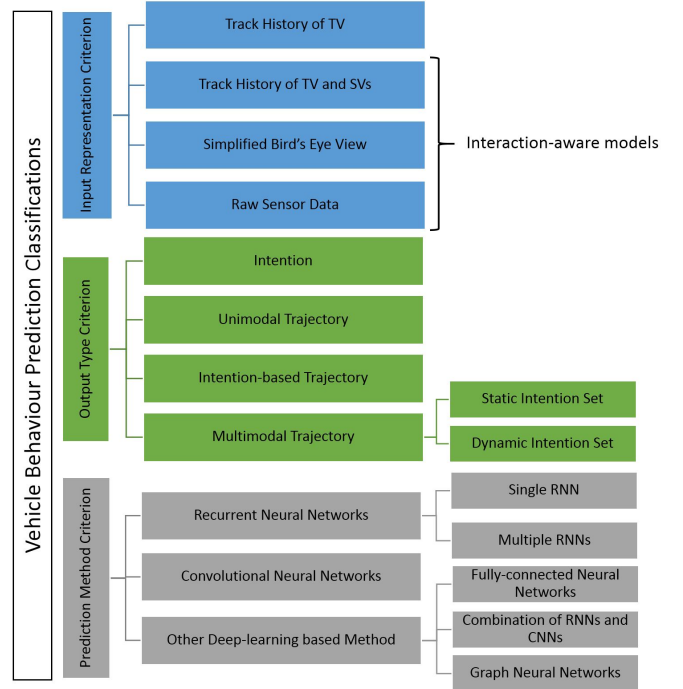 Vehicle Behaviour Prediction Classifications
Input Representation Criterion
Track History of TV
Track History of TV and SVs
Simplified Bird's Eye View
Raw Sensor Data
Interaction-aware models
Output Type Criterion
Intention
Unimodal Trajectory
Intention-based Trajectory
Multimodal Trajectory
Static Intention Set
Dynamic Intention Set
Prediction Method Criterion
Recurrent Neural Networks
Single RNN
Multiple RNNs
Convolutional Neural Networks
Other Deep-learning based Method
Fully-connected Neural
Networks
Combination of RNNs and
CNNs
Graph Neural Networks